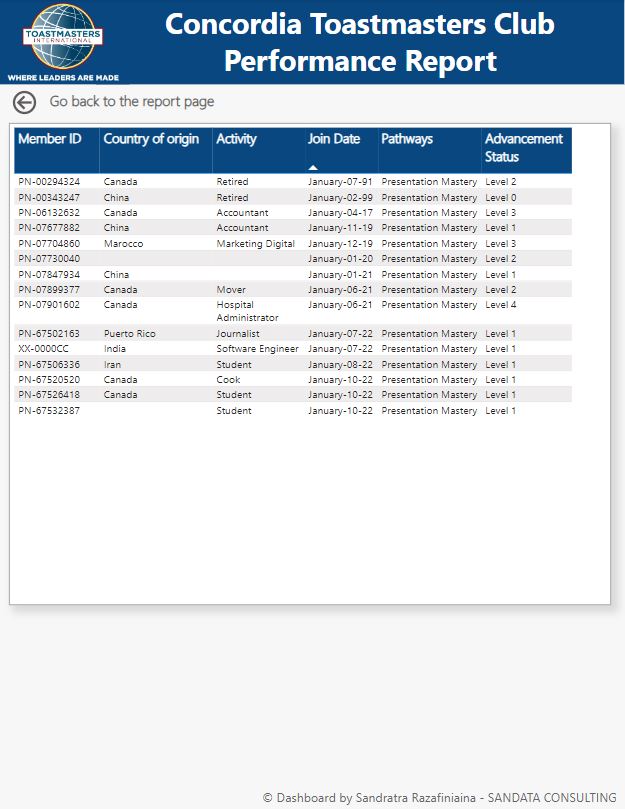 TOASTMASTERS
INTERNATIONAL
WHERE LEADERS ARE MADE
Concordia Toastmasters Club
Performance Report
Go back to the report page
Member ID Country of origin Activity Join Date Pathways Advancement Status
PN-00294324 Canada Retired January-07-91 Presentation Mastery Level 2
PN-00343247 China Retired January-02-99 Presentation Mastery Level 0
PN-06132632 Canada Accountant January-04-17 Presentation Mastery Level 3
PN-07677882 China Accountant January-11-19 Presentation Mastery Level 1
PN-07704860 Marocco Marketing Digital January-12-19 Presentation Mastery Level 3
PN-07730040 January-01-20 Presentation Mastery Level 2
PN-07847934 China January-01-21 Presentation Mastery Level 1
PN-07899377 Canada Mover January-06-21 Presentation Mastery Level 2
PN-07901602 Canada Hospital Administrator January-06-21 Presentation Mastery Level 4
PN-67502163 Puerto Rico Journalist January-07-22 Presentation Mastery Level 1
XX-0000CC India Software Engineer January-07-22 Presentation Mastery Level 1
PN-67506336 Iran Student January-08-22 Presentation Mastery Level 1
PN-67520520 Canada Cook January-10-22 Presentation Mastery Level 1
PN-67526418 Canada Student January-10-22 Presentation Mastery Level 1
PN-67532387 Student January-10-22 Presentation Mastery Level 1
© Dashboard by Sandratra Razafiniaina - SANDATA CONSULTING